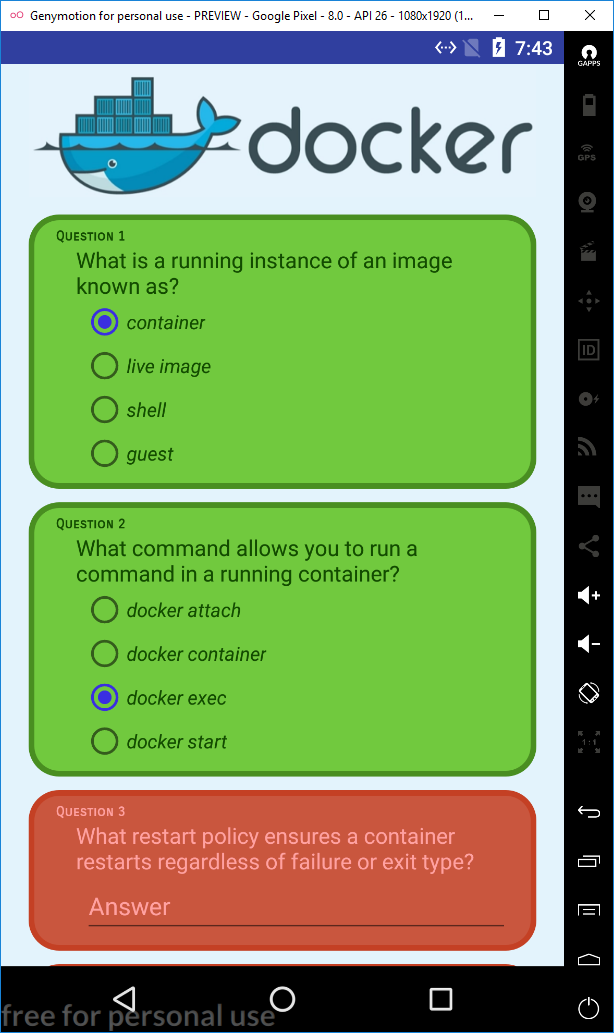 Genymotion for personal use - PREVIEW - Google Pixel - 8.0 - API 26 - 1080x1920 (1...
7:43
GAPPS
docker
GPS
QUESTION 1
What is a running instance of an image
known as?
container
live image
ID
shell
guest
QUESTION 2
What command allows you to run a
command in a running container?
docker attach
docker container
docker exec
docker start
1:1
QUESTION 3
What restart policy ensures a container
restarts regardless of failure or exit type?
Answer
free for personal use